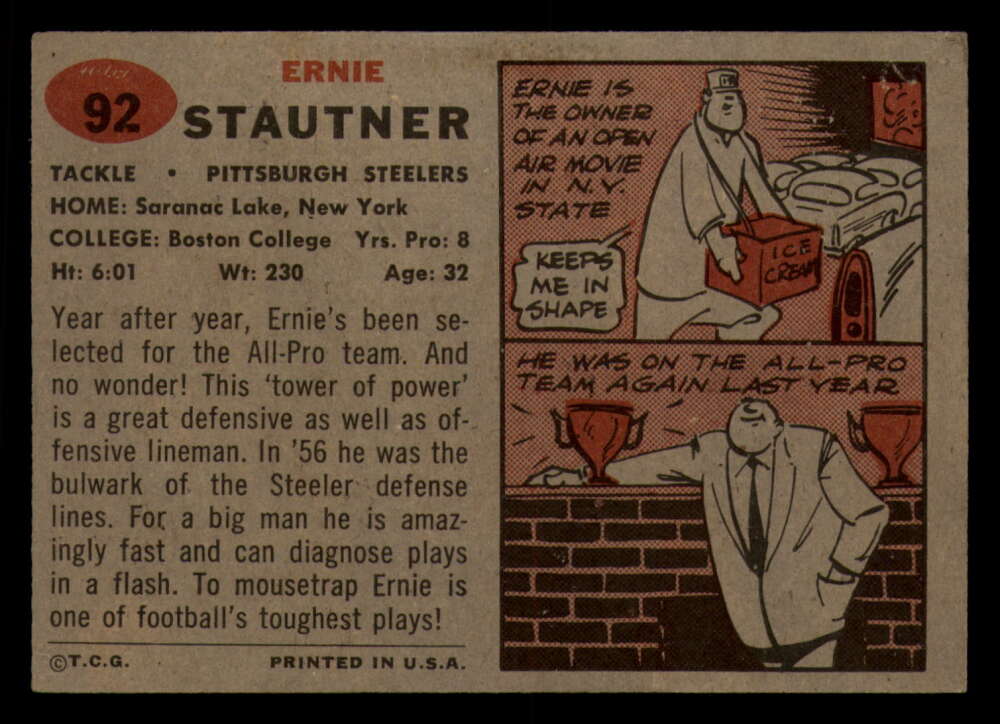 92
ERNIE
STAUTNER
TACKLE • PITTSBURGH STEELERS
HOME: Saranac Lake, New York
COLLEGE: Boston College Yrs. Pro: 8
Ht: 6:01 Wt: 230 Age: 32
Year after year, Ernie's been se-
lected for the All-Pro team. And
no wonder! This 'tower of power'
is a great defensive as well as of-
fensive lineman. In '56 he was the
bulwark of the Steeler defense
lines. For a big man he is amaz-
ingly fast and can diagnose plays
in a flash. To mousetrap Ernie is
one of football's toughest plays!
©T.C.G. PRINTED IN U.S.A.
ERNIE IS
THE OWNER
OF AN OPEN
AIR MOVIE
IN N.Y.
STATE
KEEPS
ME IN
SHAPE
ICE
CREAM
HE WAS ON THE ALL-PRO
TEAM AGAIN LAST YEAR